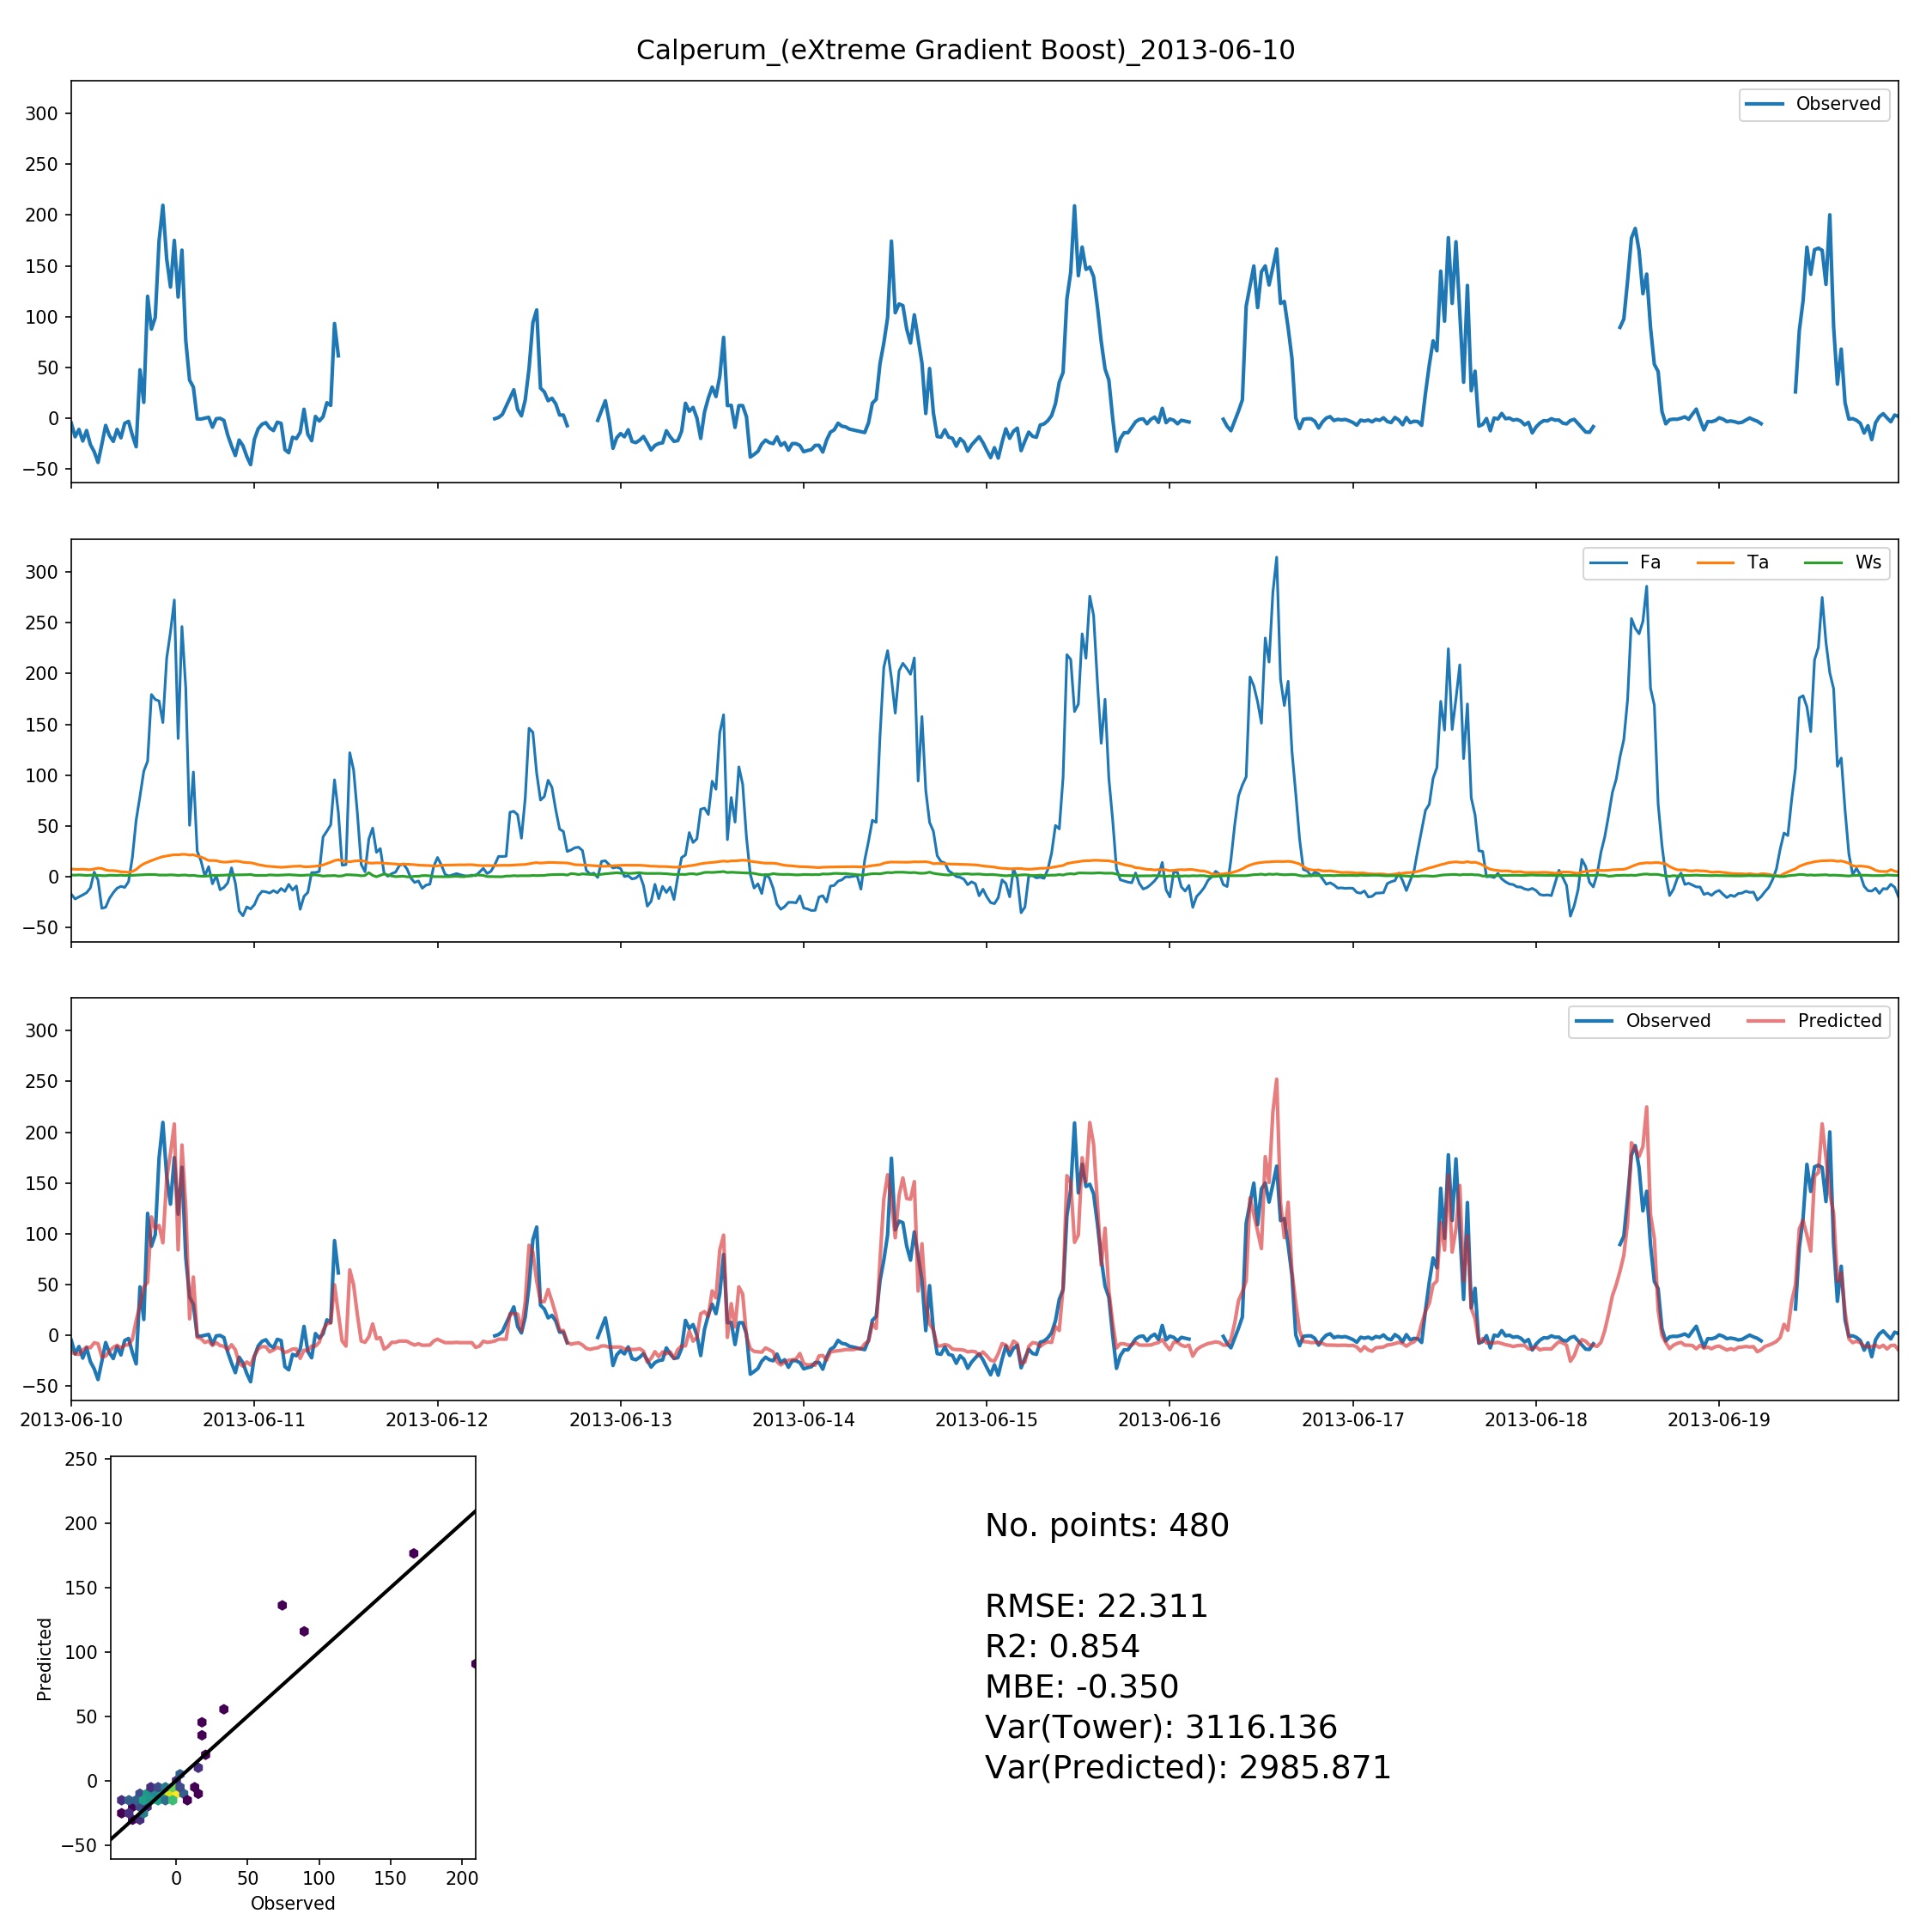 Calperum_(eXtreme Gradient Boost)_2013-06-10
300
250
200
150
100
50
0
−50
Observed
300
250
200
150
100
50
0
−50
Fa Ta Ws
300
250
200
150
100
50
0
−50
Observed Predicted
2013-06-10 2013-06-11 2013-06-12 2013-06-13 2013-06-14 2013-06-15 2013-06-16 2013-06-17 2013-06-18 2013-06-19
250
200
150
100
50
0
−50
Predicted
0 50 100 150 200
Observed
No. points: 480
RMSE: 22.311
R2: 0.854
MBE: -0.350
Var(Tower): 3116.136
Var(Predicted): 2985.871